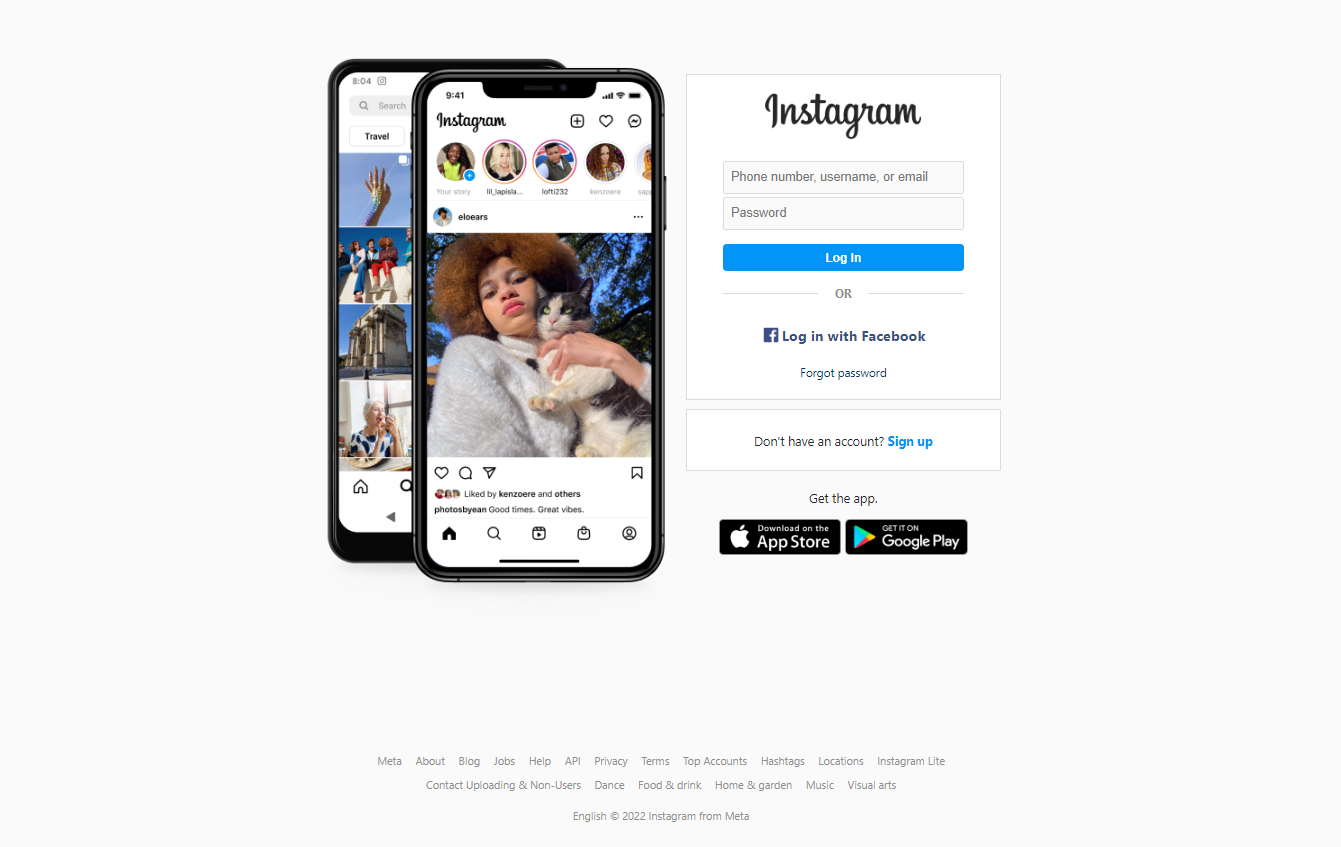 8:04
Search
Travel
9:41
Instagram
Your story
lil_lapisla...
lofti232
kenzoere
eloears
Liked by kenzoere and others
photosbyean Good times. Great vibes.
Instagram
Phone number, username, or email
Password
Log In
OR
Log in with Facebook
Forgot password
Don't have an account? Sign up
Get the app.
Download on the
App Store
GET IT ON
Google Play
Meta About Blog Jobs Help API Privacy Terms Top Accounts Hashtags Locations Instagram Lite
Contact Uploading & Non-Users Dance Food & drink Home & garden Music Visual arts
English © 2022 Instagram from Meta